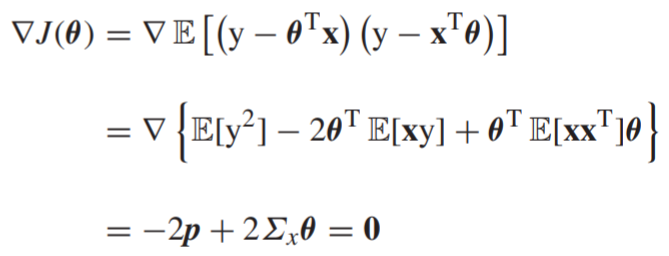 ∇J(θ) = ∇ 𝔼[(y − θᵀx)(y − xᵀθ)]
= ∇ {𝔼[y²] − 2θᵀ 𝔼[xy] + θᵀ 𝔼[xxᵀ]θ}
= −2p + 2Σₓθ = 0